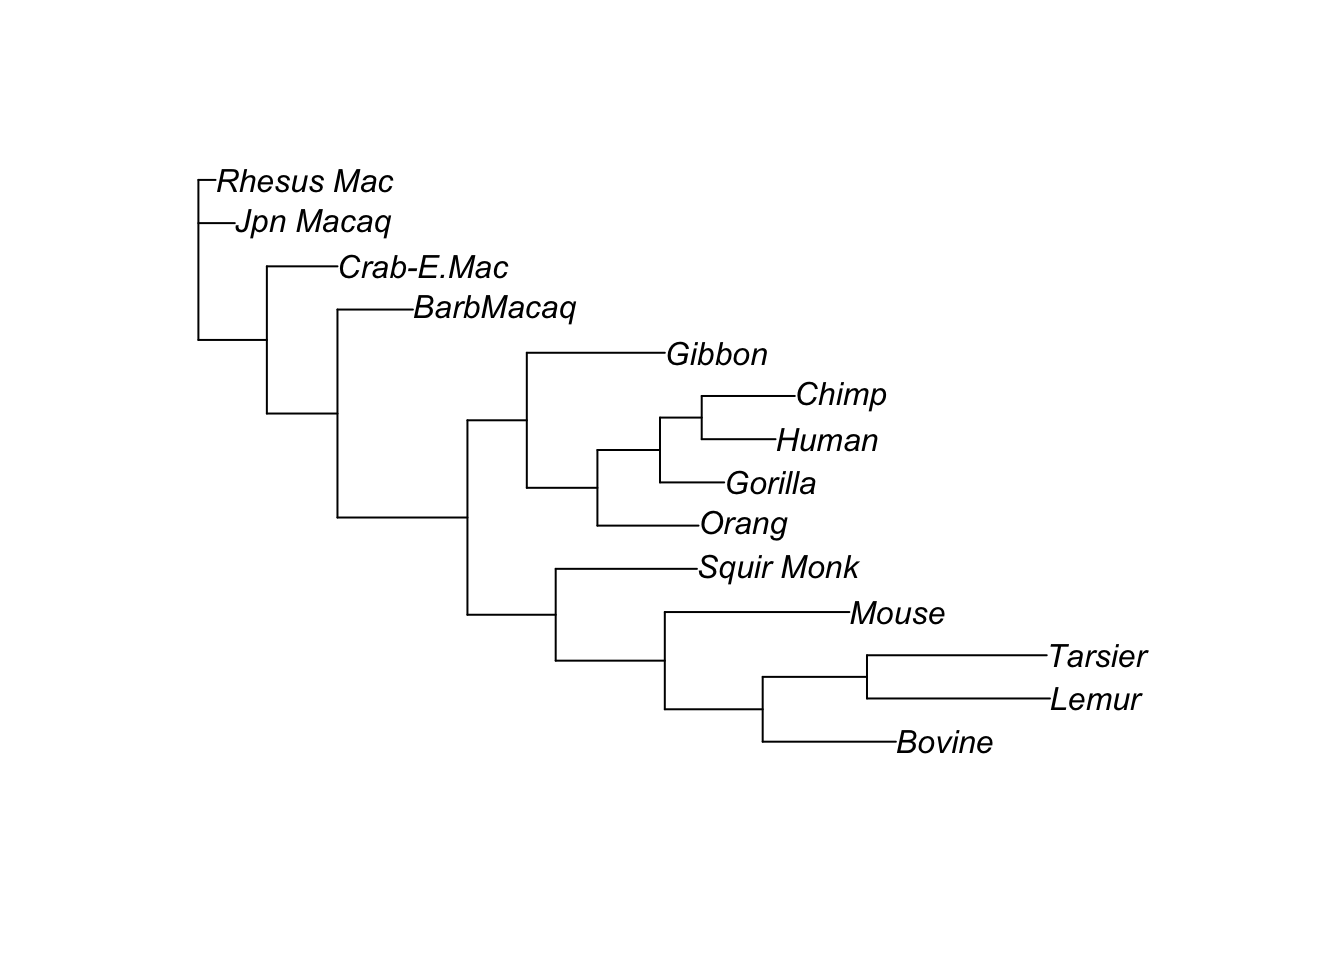 Rhesus Mac
Jpn Macaq
Crab-E.Mac
BarbMacaq
Gibbon
Chimp
Human
Gorilla
Orang
Squir Monk
Mouse
Tarsier
Lemur
Bovine